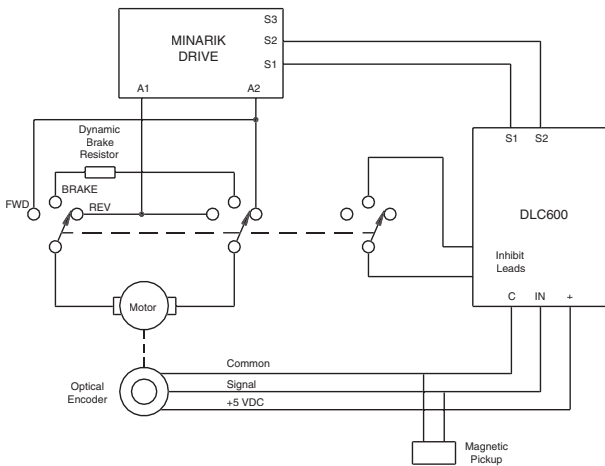 MINARIK
DRIVE
S3
S2
S1
A1
A2
Dynamic
Brake
Resistor
BRAKE
FWD
REV
S1
S2
DLC600
Inhibit
Leads
C
IN
+
Motor
Common
Optical
Encoder
Signal
+5 VDC
Magnetic
Pickup